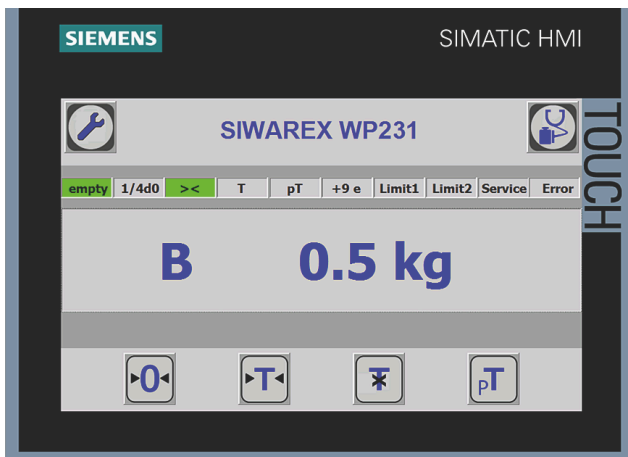 SIEMENS SIMATIC HMI
SIWAREX WP231
TOUCH
empty 1/4d0 >< T pT +9 e Limit1 Limit2 Service Error
B 0.5 kg
0 T T pT